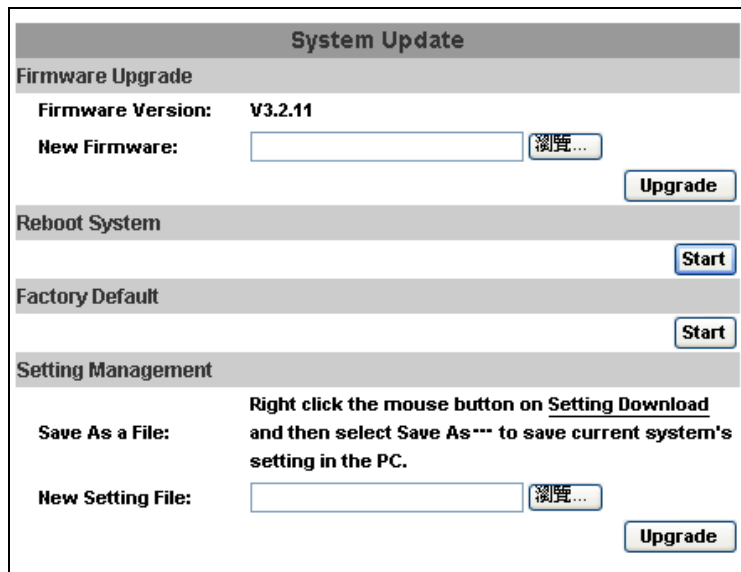 System Update
Firmware Upgrade
Firmware Version: V3.2.11
New Firmware: 瀏覽...
Upgrade
Reboot System
Start
Factory Default
Start
Setting Management
Right click the mouse button on Setting Download
Save As a File: and then select Save As··· to save current system's
setting in the PC.
New Setting File: 瀏覽...
Upgrade